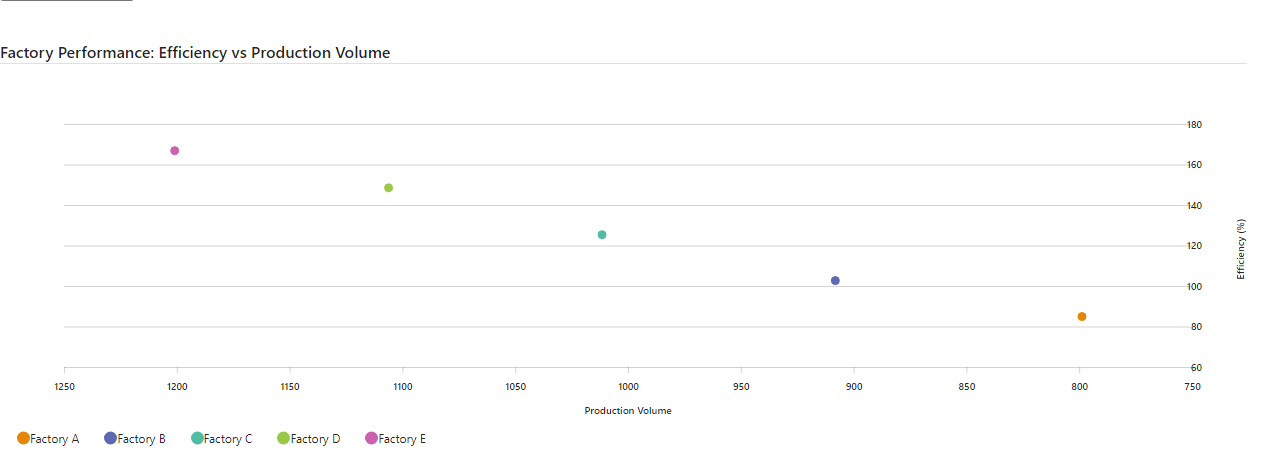 Factory Performance: Efficiency vs Production Volume
180
160
140
120
100
80
60
Efficiency (%)
1250 1200 1150 1100 1050 1000 950 900 850 800 750
Production Volume
Factory A Factory B Factory C Factory D Factory E